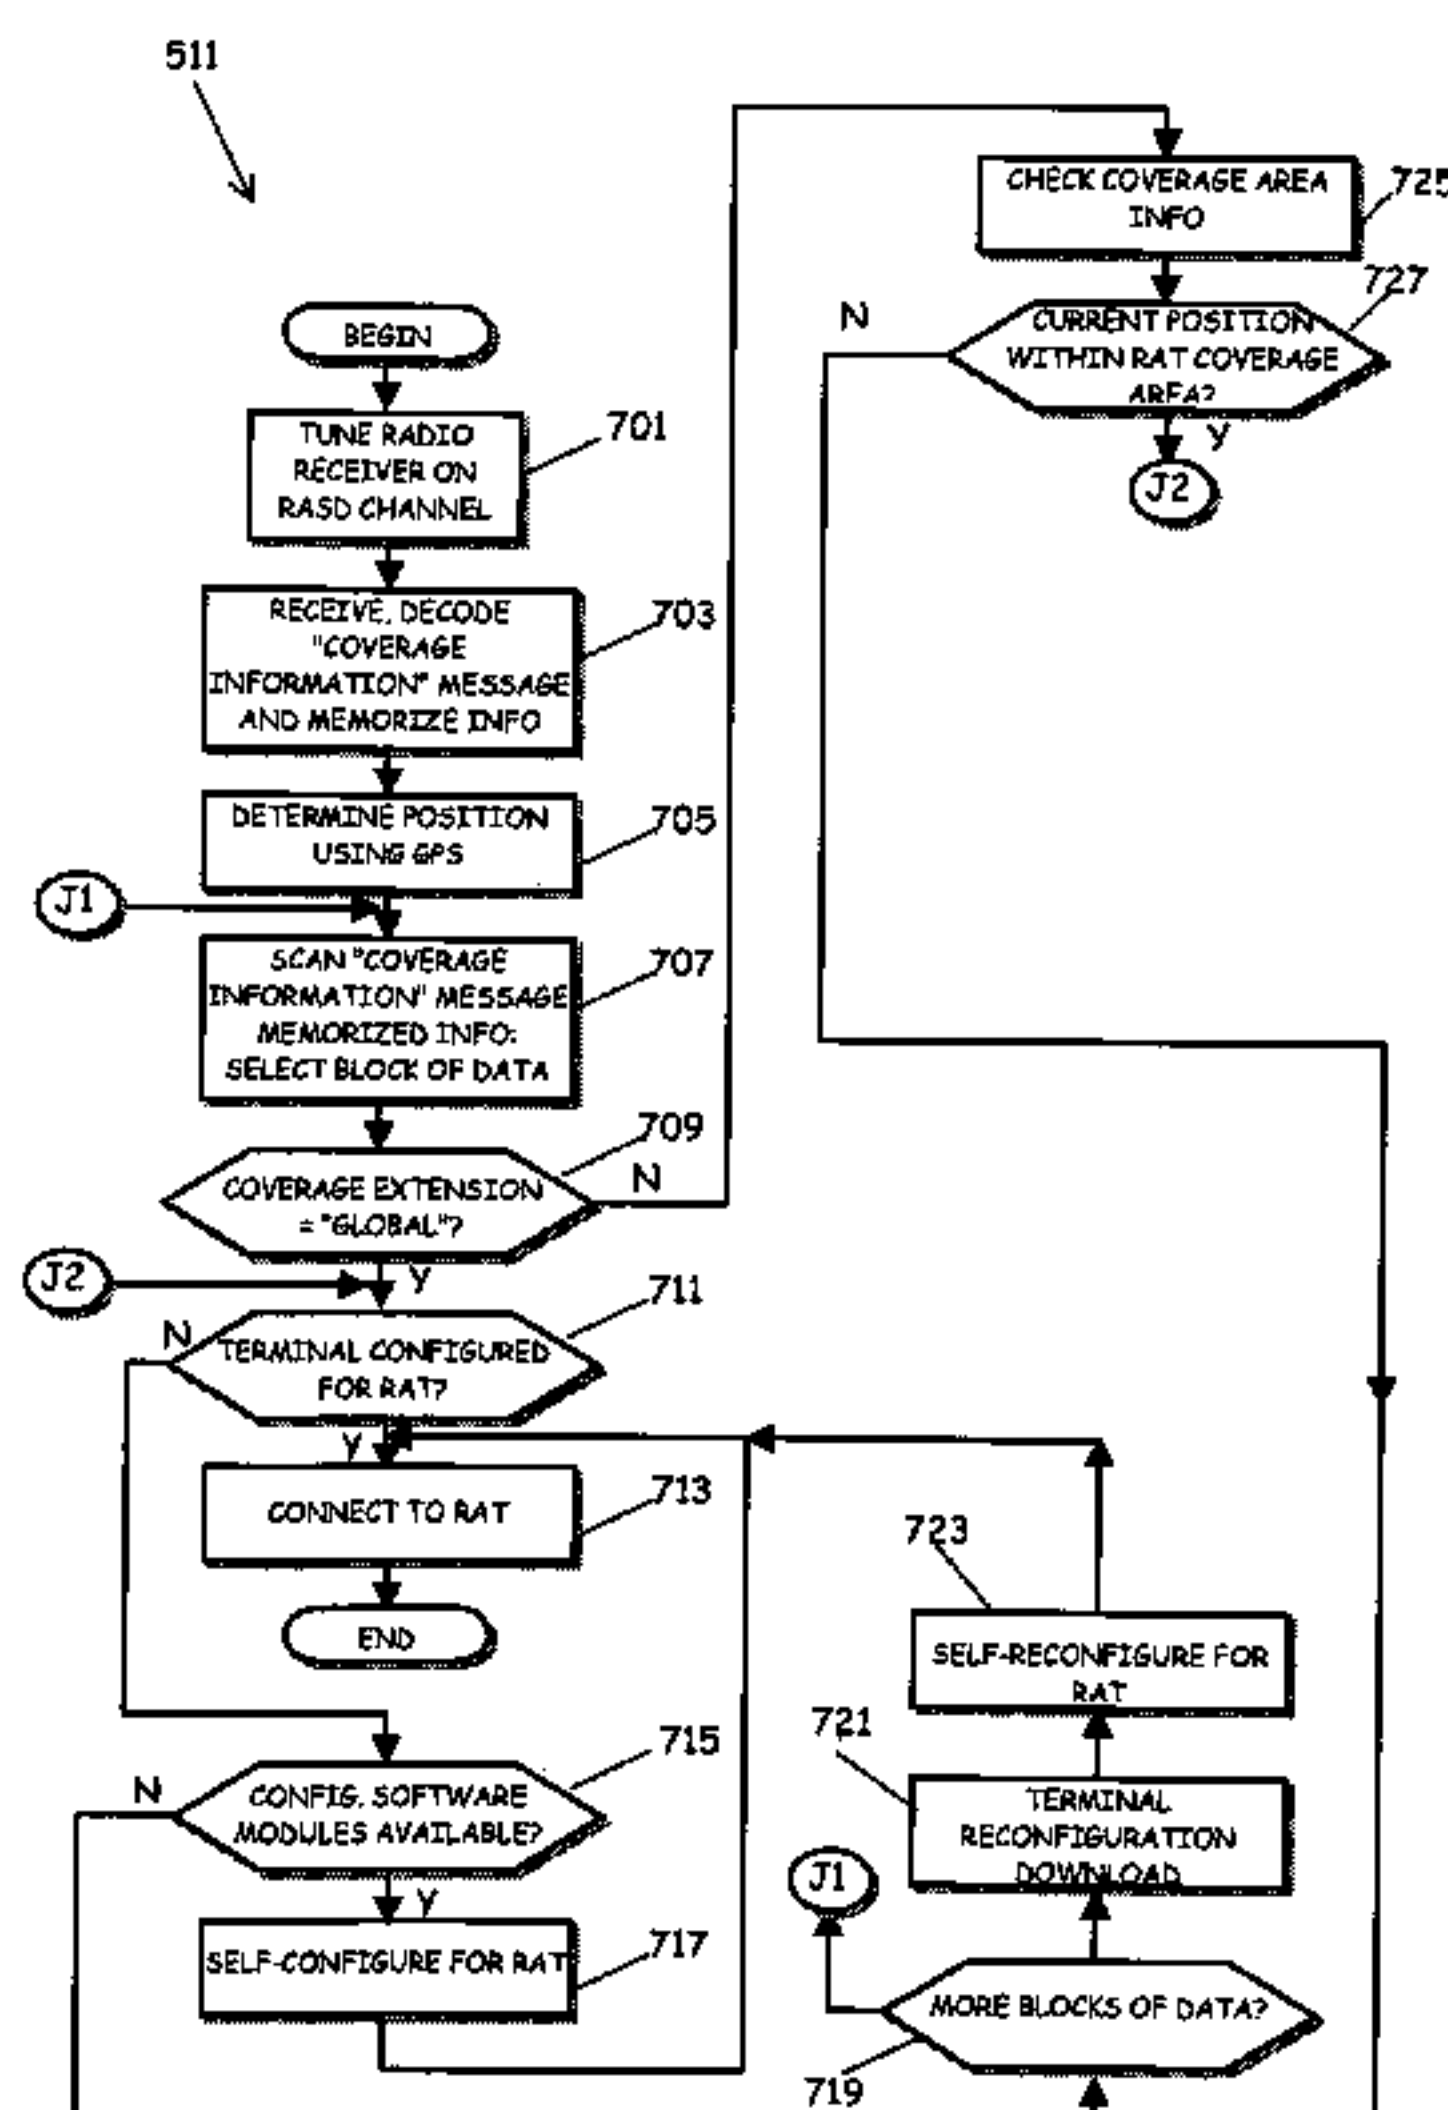 511
BEGIN
TUNE RADIO
RECEIVER ON
RASD CHANNEL
701
RECEIVE, DECODE
"COVERAGE
INFORMATION" MESSAGE
AND MEMORIZE INFO
703
DETERMINE POSITION
USING GPS
705
J1
SCAN "COVERAGE
INFORMATION" MESSAGE
MEMORIZED INFO:
SELECT BLOCK OF DATA
707
COVERAGE EXTENSION
= "GLOBAL"?
709
N
Y
J2
TERMINAL CONFIGURED
FOR RAT?
711
N
Y
CONNECT TO RAT
713
END
CONFIG. SOFTWARE
MODULES AVAILABLE?
715
N
Y
SELF-CONFIGURE FOR RAT
717
CHECK COVERAGE AREA
INFO
725
CURRENT POSITION
WITHIN RAT COVERAGE
AREA?
727
N
Y
J2
723
SELF-RECONFIGURE FOR
RAT
721
TERMINAL
RECONFIGURATION
DOWNLOAD
J1
MORE BLOCKS OF DATA?
719